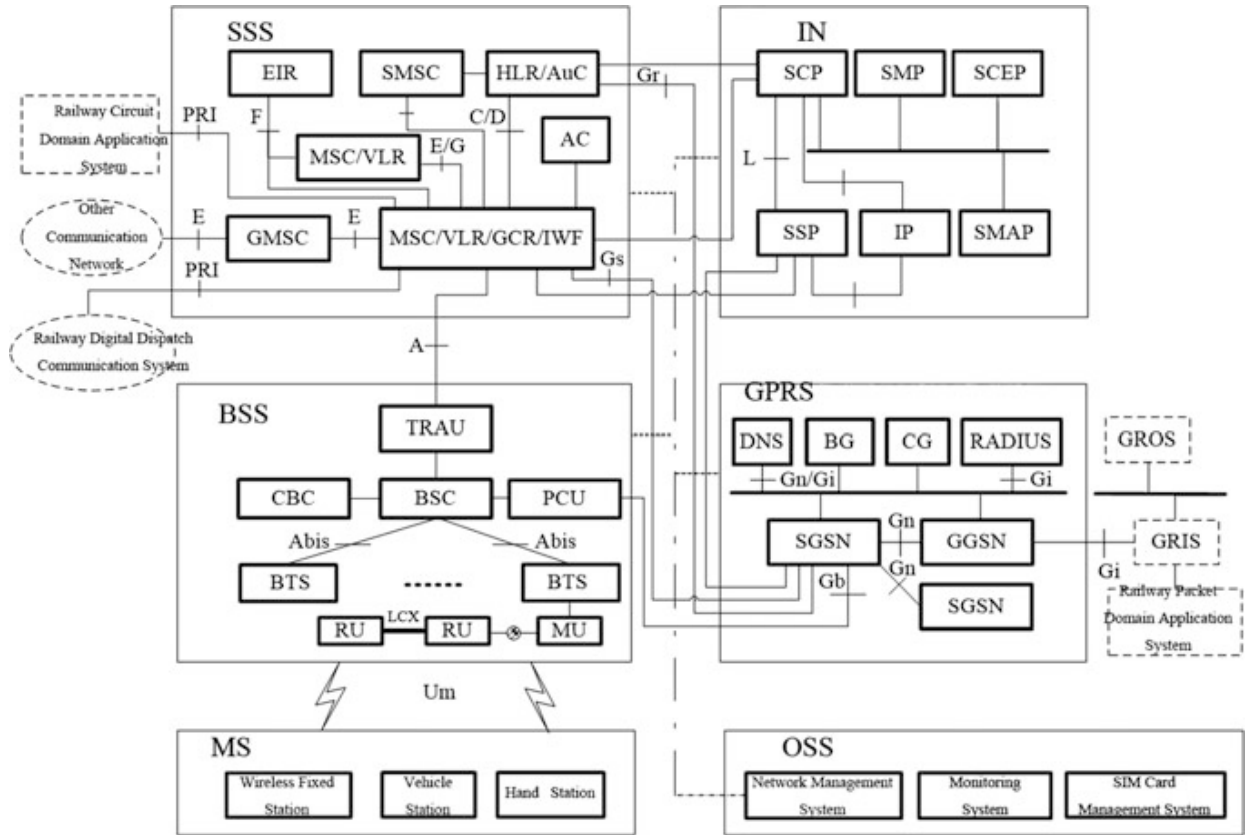 SSS
EIR
SMSC
HLR/AuC
F
C/D
MSC/VLR
E/G
AC
MSC/VLR/GCR/IWF
GMSC
E
E
PRI
PRI
Railway Circuit
Domain Application
System
Other
Communication
Network
Railway Digital Dispatch
Communication System
Gr
Gs
A
IN
SCP
SMP
SCEP
L
SSP
IP
SMAP
BSS
TRAU
CBC
BSC
PCU
Abis
Abis
BTS
BTS
RU
LCX
RU
MU
Um
GPRS
DNS
BG
CG
RADIUS
Gn/Gi
Gi
SGSN
Gn
GGSN
Gb
Gn
SGSN
Gi
GROS
GRIS
Railway Packet
Domain Application
System
MS
Wireless Fixed
Station
Vehicle
Station
Hand Station
OSS
Network Management
System
Monitoring
System
SIM Card
Management System